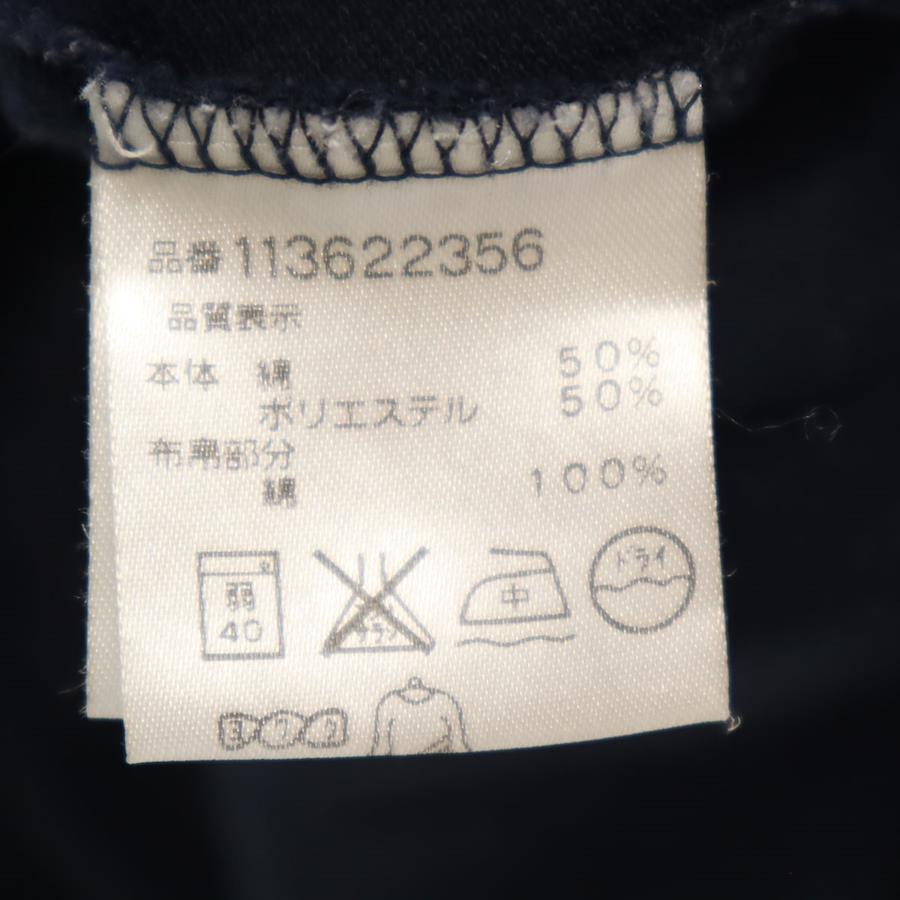 品番113622356
品質表示
本体 綿 50%
ポリエステル 50%
布帛部分
綿 100%
弱
40
中
ドライ